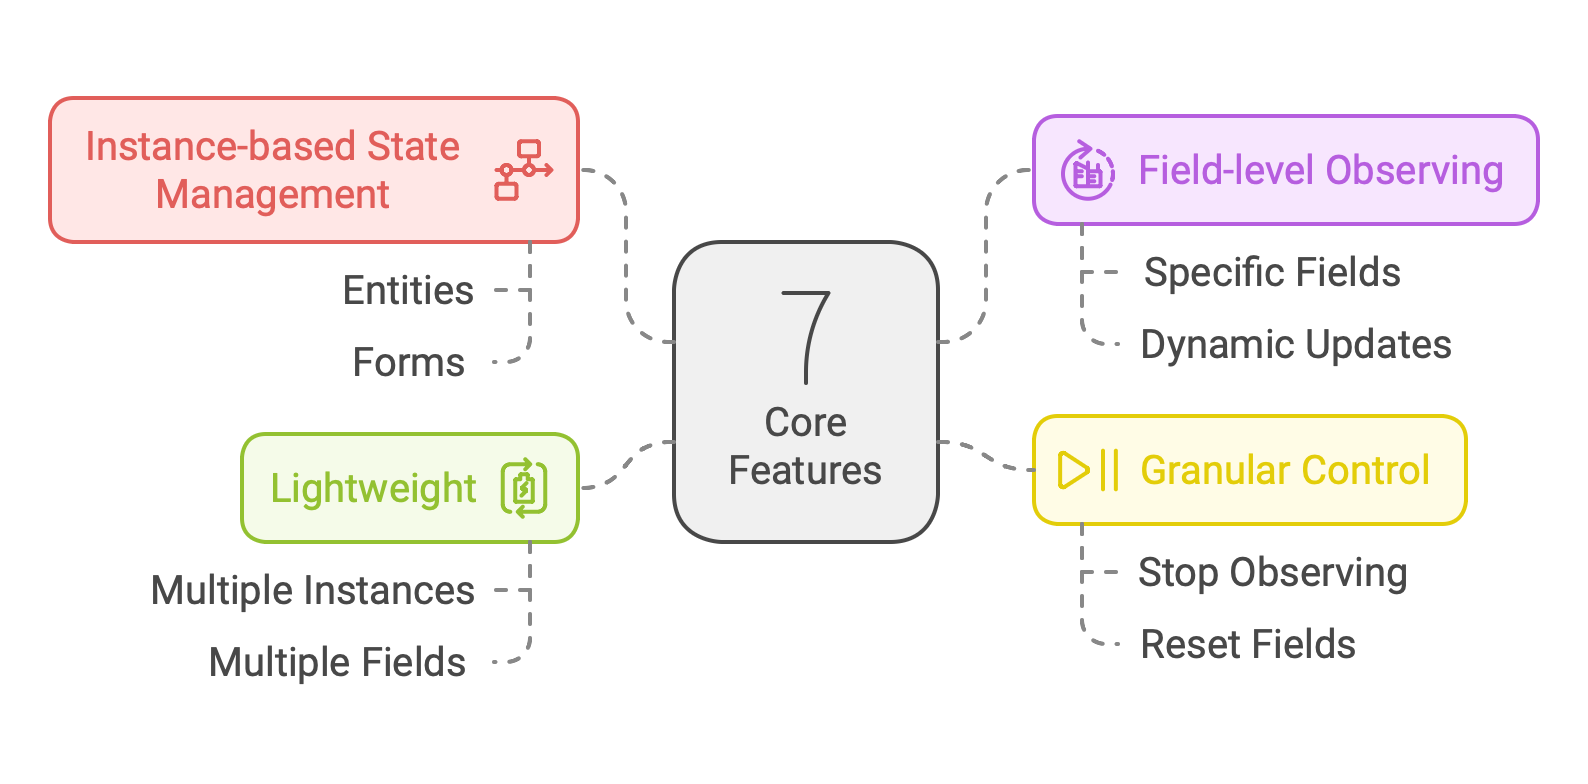 Instance-based State
Management
Entities
Forms
Lightweight
Multiple Instances
Multiple Fields
7
Core
Features
Field-level Observing
Specific Fields
Dynamic Updates
Granular Control
Stop Observing
Reset Fields